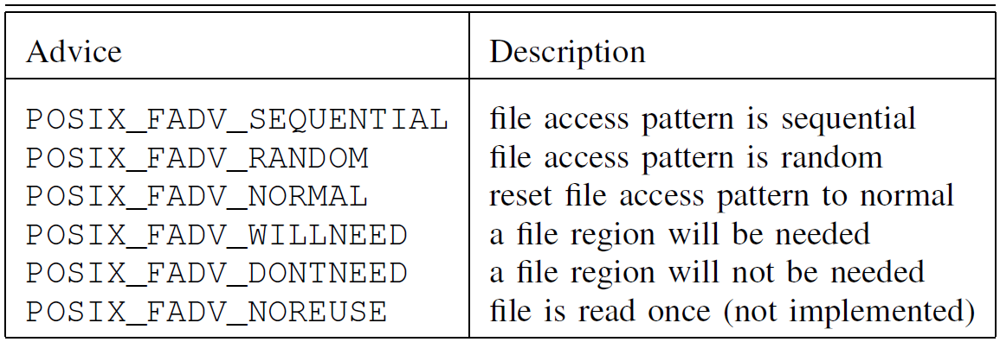 Advice Description
POSIX_FADV_SEQUENTIAL file access pattern is sequential
POSIX_FADV_RANDOM file access pattern is random
POSIX_FADV_NORMAL reset file access pattern to normal
POSIX_FADV_WILLNEED a file region will be needed
POSIX_FADV_DONTNEED a file region will not be needed
POSIX_FADV_NOREUSE file is read once (not implemented)